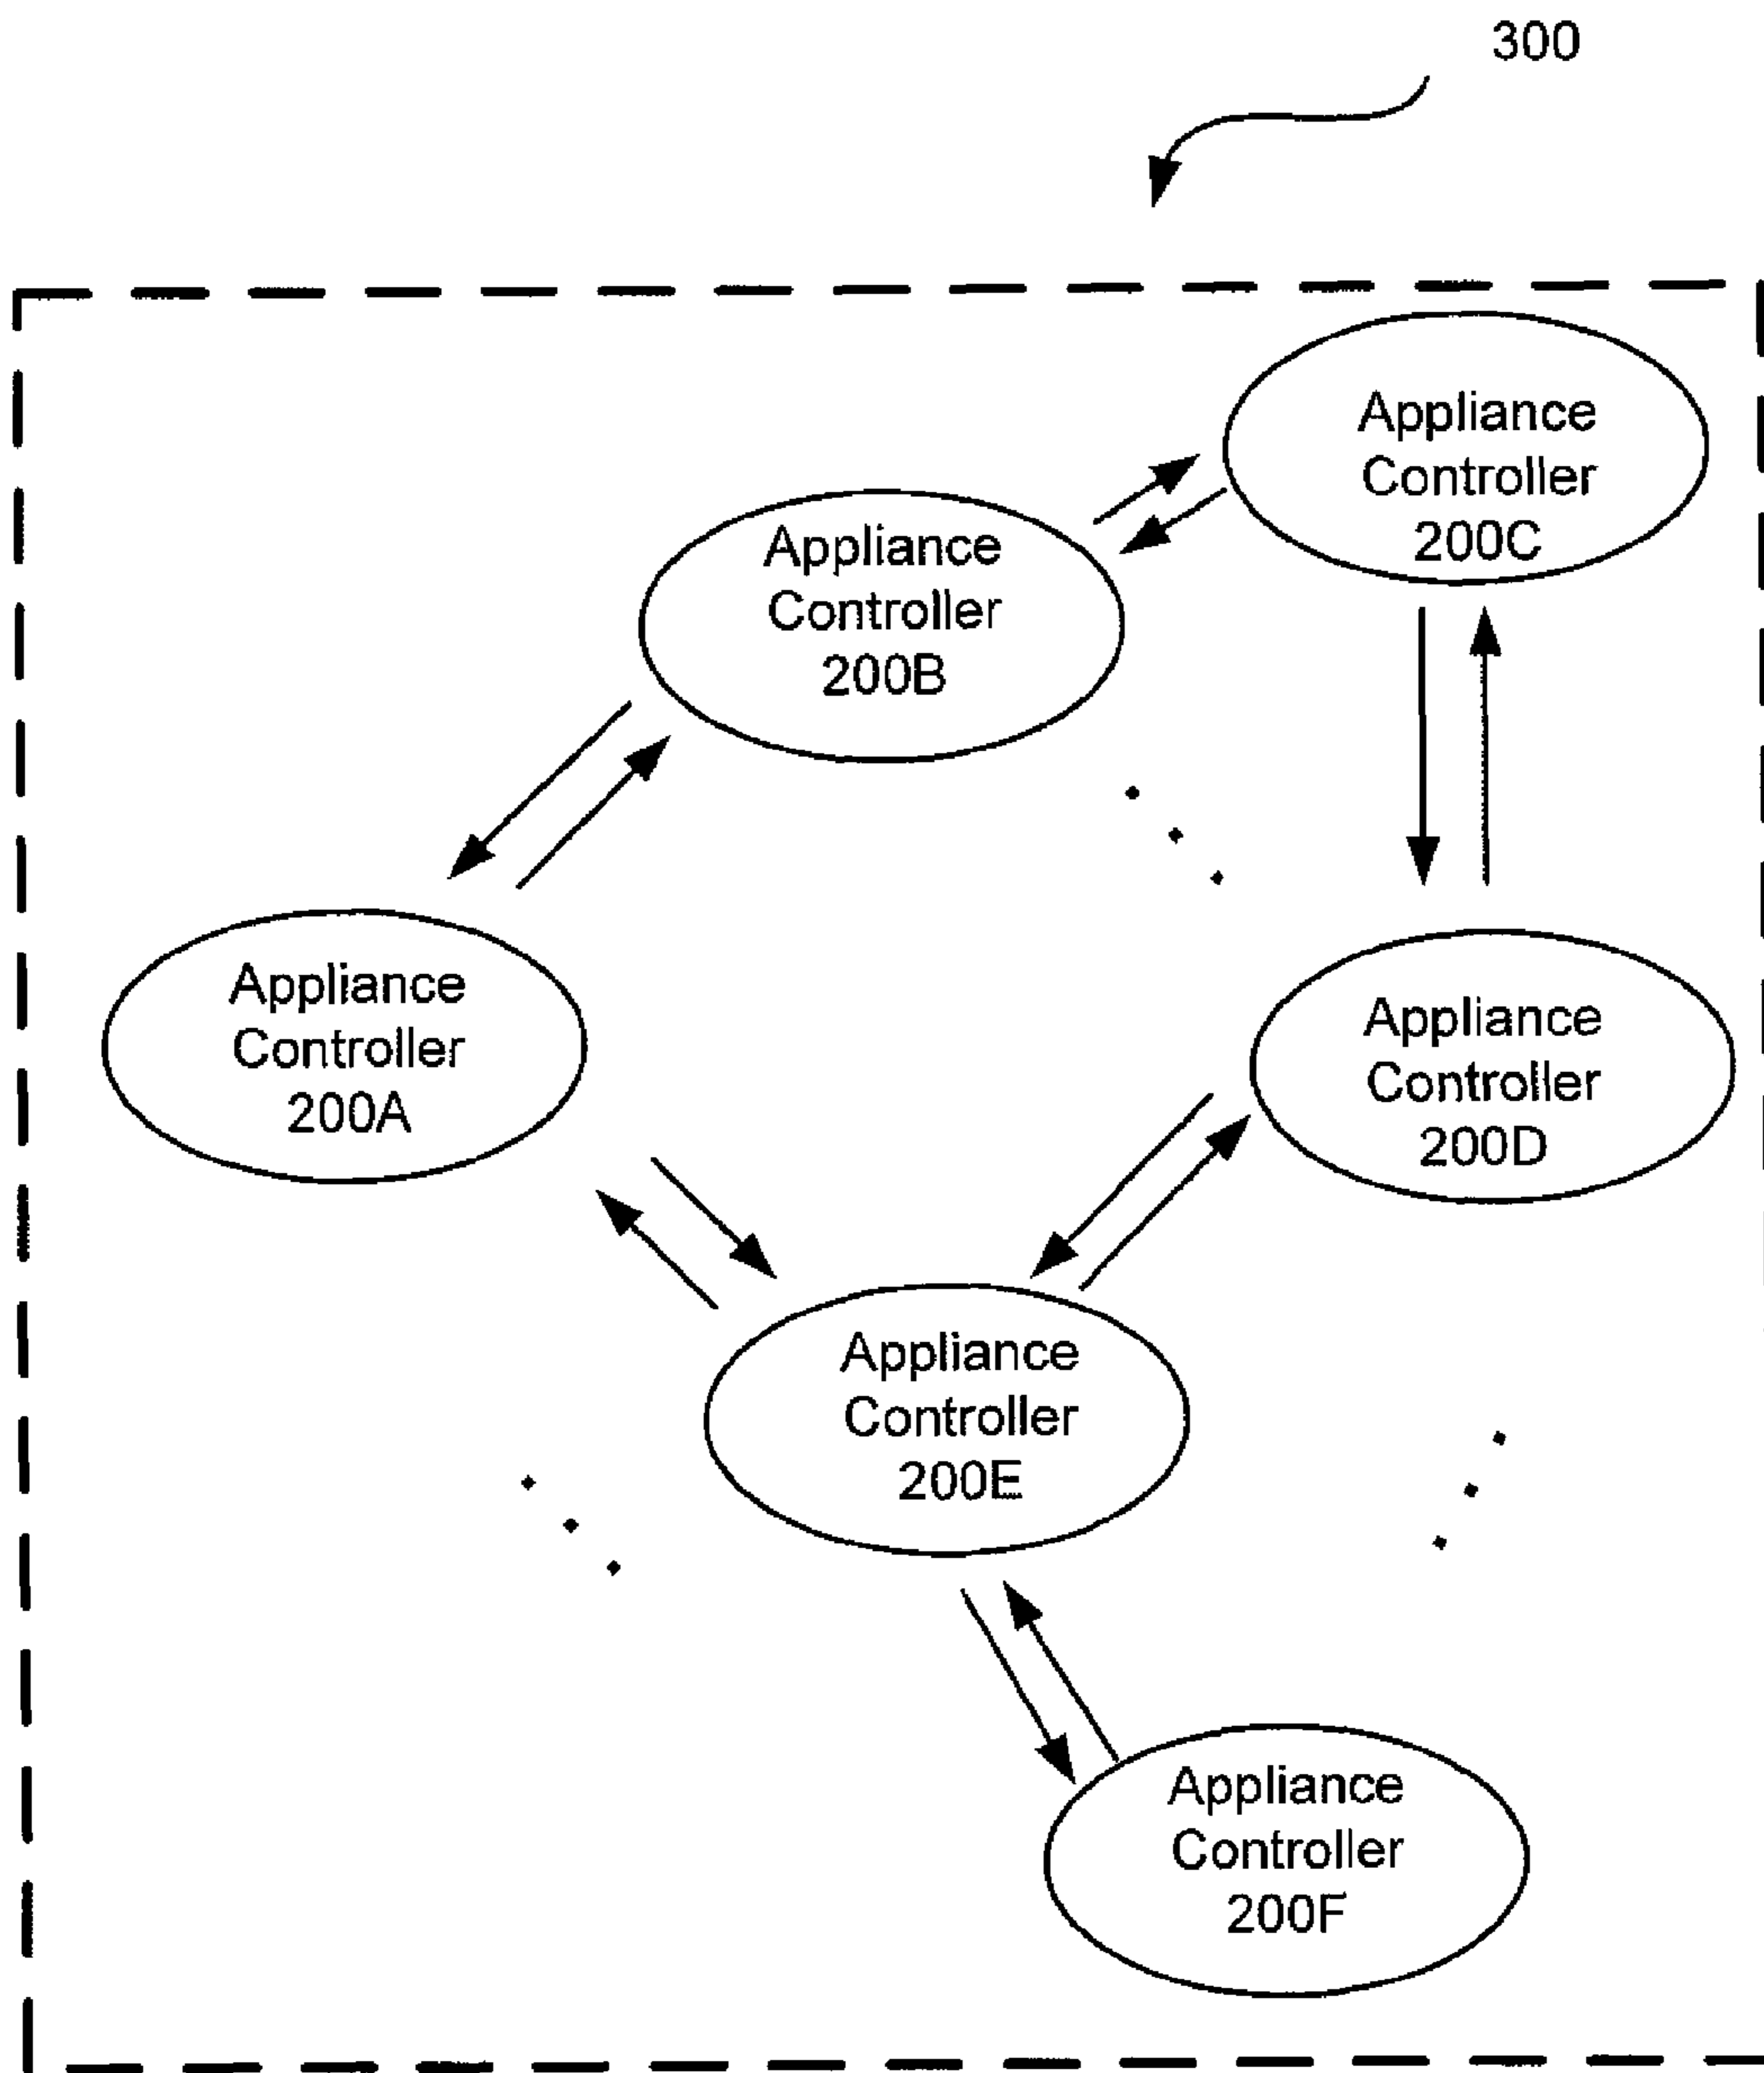 300
Appliance
Controller
200C
Appliance
Controller
200B
Appliance
Controller
200A
Appliance
Controller
200D
Appliance
Controller
200E
Appliance
Controller
200F